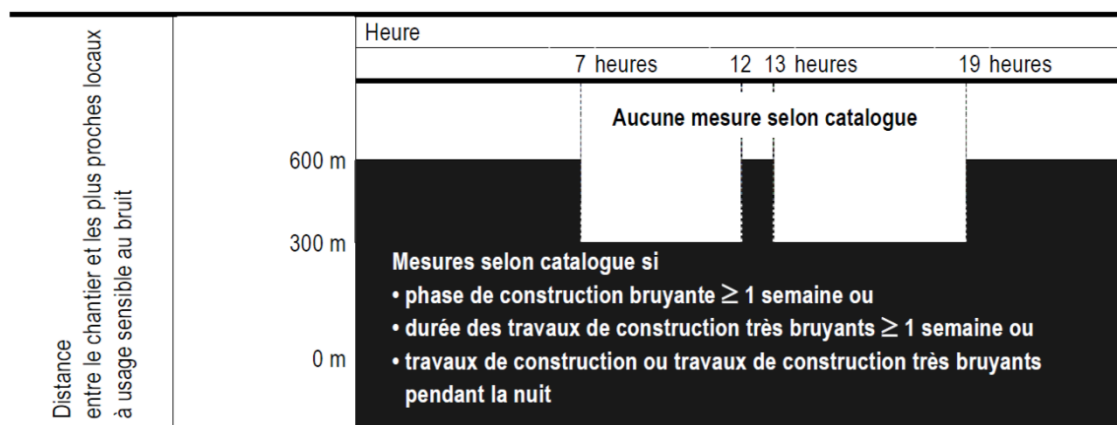 Heure
7 heures
12
13 heures
19 heures
Distance
entre le chantier et les plus proches locaux
à usage sensible au bruit
Aucune mesure selon catalogue
600 m
300 m
0 m
Mesures selon catalogue si
• phase de construction bruyante ≥ 1 semaine ou
• durée des travaux de construction très bruyants ≥ 1 semaine ou
• travaux de construction ou travaux de construction très bruyants
pendant la nuit